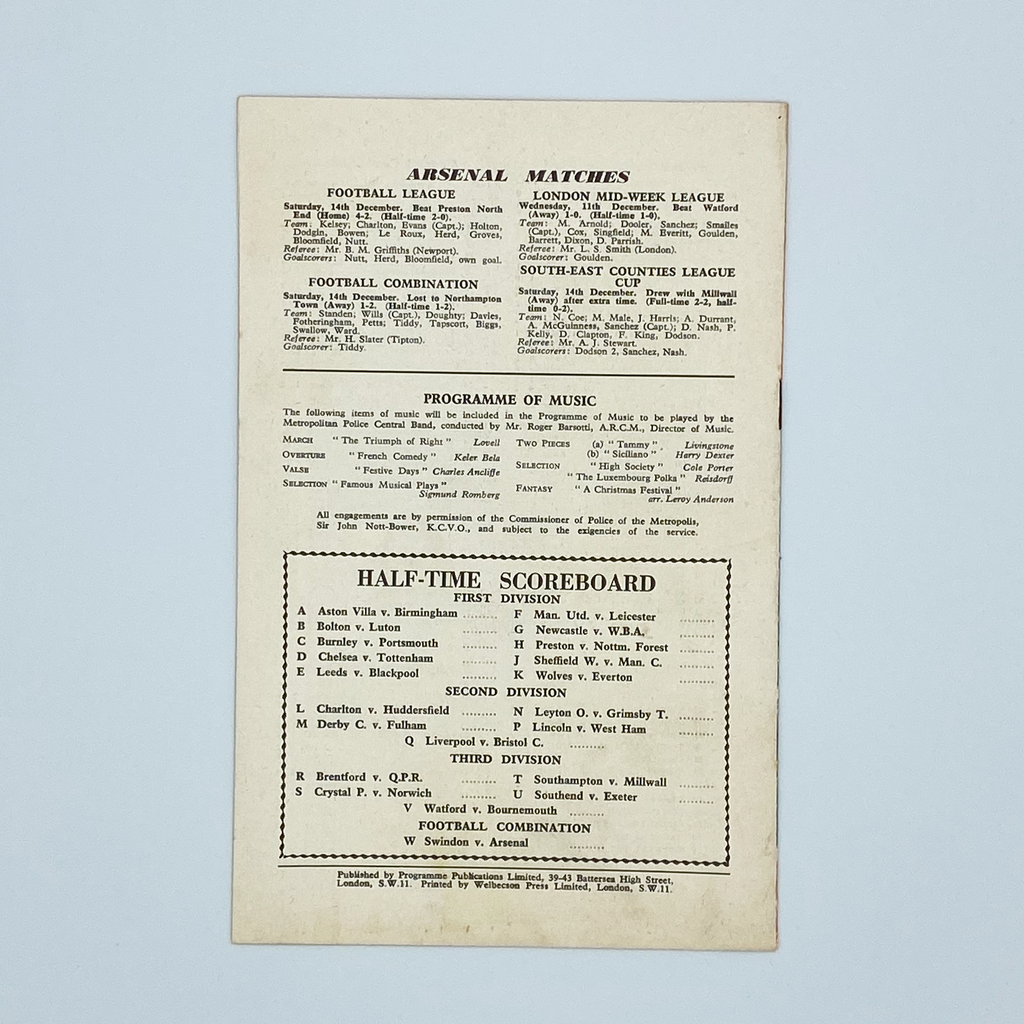 ARSENAL MATCHES
FOOTBALL LEAGUE
Saturday, 14th December. Beat Preston North
End (Home) 4-2. (Half-time 2-0).
Team: Kelsey; Charlton, Evans (Capt.); Holton,
Dodgin, Bowen; Le Roux, Herd, Groves,
Bloomfield, Nutt.
Referee: Mr. B. M. Griffiths (Newport).
Goalscorers: Nutt, Herd, Bloomfield, own goal.
FOOTBALL COMBINATION
Saturday, 14th December. Lost to Northampton
Town (Away) 1-2. (Half-time 1-2).
Team: Standen; Wills (Capt.), Doughty; Davies,
Fotheringham, Petts; Tiddy, Tapscott, Biggs,
Swallow, Ward.
Referee: Mr. H. Slater (Tipton).
Goalscorer: Tiddy.
LONDON MID-WEEK LEAGUE
Wednesday, 11th December. Beat Watford
(Away) 1-0. (Half-time 1-0).
Team: M. Arnold; Dooler, Sanchez; Smailes
(Capt.), Cox, Singfield; M. Everitt, Goulden,
Barrett, Dixon, D. Parrish.
Referee: Mr. L. S. Smith (London).
Goalscorer: Goulden.
SOUTH-EAST COUNTIES LEAGUE
CUP
Saturday, 14th December. Drew with Millwall
(Away) after extra time. (Full-time 2-2, half-
time 0-2).
Team: N. Coe; M. Male, J. Harris; A. Durrant,
A. McGuinness, Sanchez (Capt.); D. Nash, P.
Kelly, D. Clapton, F. King, Dodson.
Referee: Mr. A. J. Stewart.
Goalscorers: Dodson 2, Sanchez, Nash.
PROGRAMME OF MUSIC
The following items of music will be included in the Programme of Music to be played by the
Metropolitan Police Central Band, conducted by Mr. Roger Barsotti, A.R.C.M., Director of Music.
MARCH "The Triumph of Right" Lovell
OVERTURE "French Comedy" Keler Bela
VALSE "Festive Days" Charles Ancliffe
SELECTION "Famous Musical Plays"
Sigmund Romberg
TWO PIECES (a) "Tammy" Livingstone
(b) "Siciliano" Harry Dexter
SELECTION "High Society" Cole Porter
"The Luxembourg Polka" Reisdorff
FANTASY "A Christmas Festival"
arr. Leroy Anderson
All engagements are by permission of the Commissioner of Police of the Metropolis,
Sir John Nott-Bower, K.C.V.O., and subject to the exigencies of the service.
HALF-TIME SCOREBOARD
FIRST DIVISION
A Aston Villa v. Birmingham .........
B Bolton v. Luton .........
C Burnley v. Portsmouth .........
D Chelsea v. Tottenham .........
E Leeds v. Blackpool .........
F Man. Utd. v. Leicester .........
G Newcastle v. W.B.A. .........
H Preston v. Nottm. Forest .........
J Sheffield W. v. Man. C. .........
K Wolves v. Everton .........
SECOND DIVISION
L Charlton v. Huddersfield .........
M Derby C. v. Fulham .........
N Leyton O. v. Grimsby T. .........
P Lincoln v. West Ham .........
Q Liverpool v. Bristol C. .........
THIRD DIVISION
R Brentford v. Q.P.R. .........
S Crystal P. v. Norwich .........
T Southampton v. Millwall .........
U Southend v. Exeter .........
V Watford v. Bournemouth .........
FOOTBALL COMBINATION
W Swindon v. Arsenal .........
Published by Programme Publications Limited, 39-43 Battersea High Street,
London, S.W.11. Printed by Welbecson Press Limited, London, S.W.11.